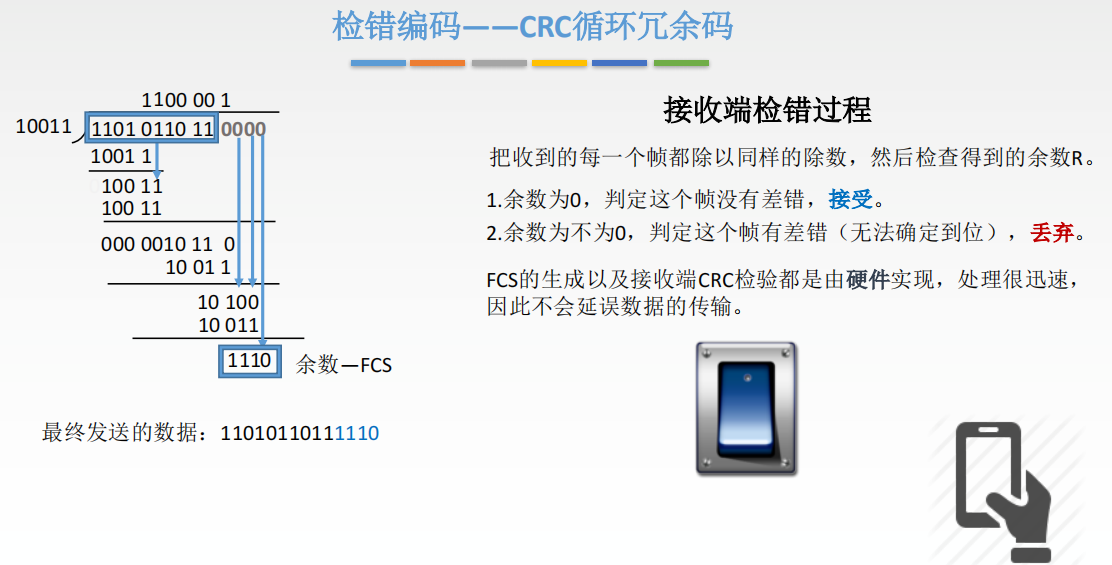 检错编码——CRC循环冗余码
1100 00 1
10011 1101 0110 11 0000
1001 1
100 11
100 11
000 0010 11 0
10 01 1
10 100
10 011
1110 余数—FCS
最终发送的数据：11010110111110
接收端检错过程
把收到的每一个帧都除以同样的除数，然后检查得到的余数R。
1.余数为0，判定这个帧没有差错，接受。
2.余数为不为0，判定这个帧有差错（无法确定到位），丢弃。
FCS的生成以及接收端CRC检验都是由硬件实现，处理很迅速，
因此不会延误数据的传输。